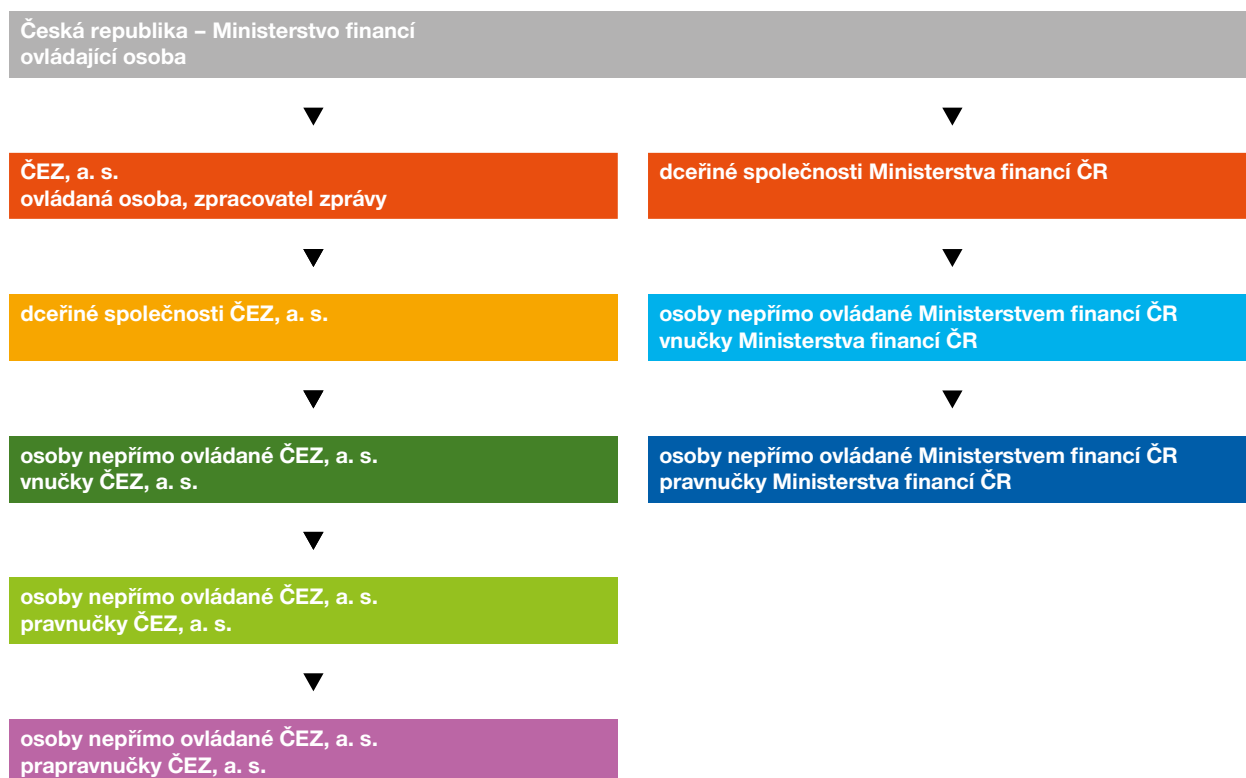 Česká republika – Ministerstvo financí
ovládající osoba
ČEZ, a. s.
ovládaná osoba, zpracovatel zprávy
dceřiné společnosti Ministerstva financí ČR
dceřiné společnosti ČEZ, a. s.
osoby nepřímo ovládané Ministerstvem financí ČR
vnučky Ministerstva financí ČR
osoby nepřímo ovládané ČEZ, a. s.
vnučky ČEZ, a. s.
osoby nepřímo ovládané Ministerstvem financí ČR
pravnučky Ministerstva financí ČR
osoby nepřímo ovládané ČEZ, a. s.
pravnučky ČEZ, a. s.
osoby nepřímo ovládané ČEZ, a. s.
prapravnučky ČEZ, a. s.